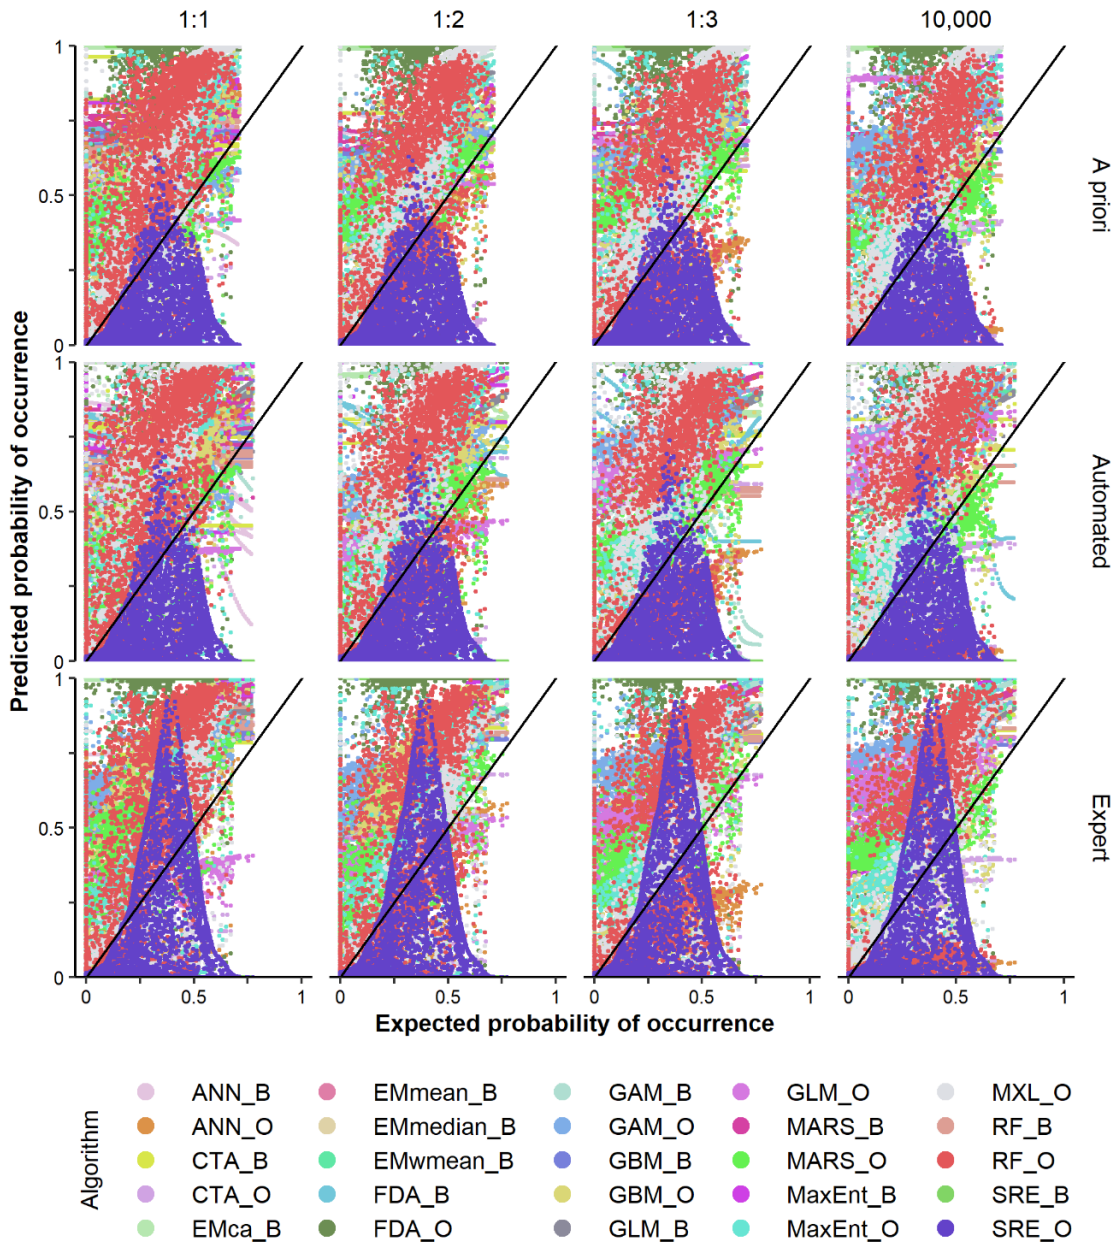 1:1 1:2 1:3 10,000
1
0.5
0
A priori
1
0.5
0
Automated
1
0.5
0
Expert
Predicted probability of occurrence
0 0.5 1 0 0.5 1 0 0.5 1 0 0.5 1
Expected probability of occurrence
Algorithm
ANN_B EMmean_B GAM_B GLM_O MXL_O
ANN_O EMmedian_B GAM_O MARS_B RF_B
CTA_B EMwmean_B GBM_B MARS_O RF_O
CTA_O FDA_B GBM_O MaxEnt_B SRE_B
EMca_B FDA_O GLM_B MaxEnt_O SRE_O